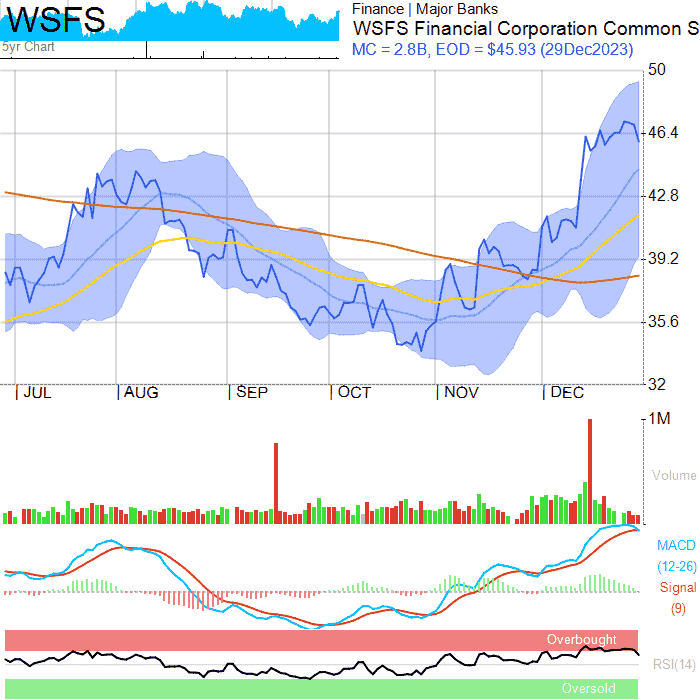 WSFS
5yr Chart
Finance | Major Banks
WSFS Financial Corporation Common S
MC = 2.8B, EOD = $45.93 (29Dec2023)
50
46.4
42.8
39.2
35.6
32
JUL AUG SEP OCT NOV DEC
1M
Volume
MACD
(12-26)
Signal
(9)
Overbought
RSI(14)
Oversold